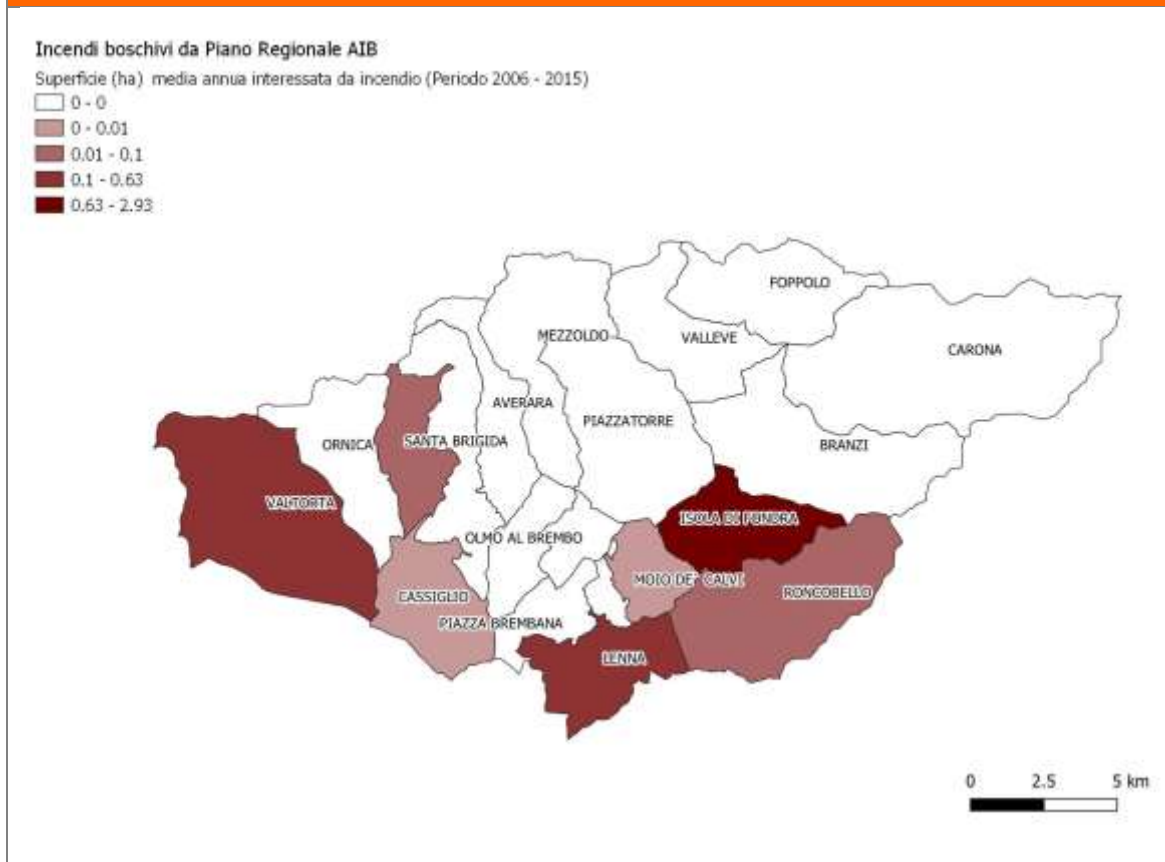 Incendi boschivi da Piano Regionale AIB
Superficie (ha) media annua interessata da incendio (Periodo 2006 - 2015)
0 - 0
0 - 0.01
0.01 - 0.1
0.1 - 0.63
0.63 - 2.93
FOPPOLO
MEZZOLDO
VALLEVE
CARONA
AVERARA
PIAZZATORRE
ORNICA
SANTA BRIGIDA
BRANZI
VALTORTA
ISOLA DI FONDRA
OLMO AL BREMBO
MOIO DE' CALVI
CASSIGLIO
RONCOBELLO
PIAZZA BREMBANA
LENNA
0 2.5 5 km